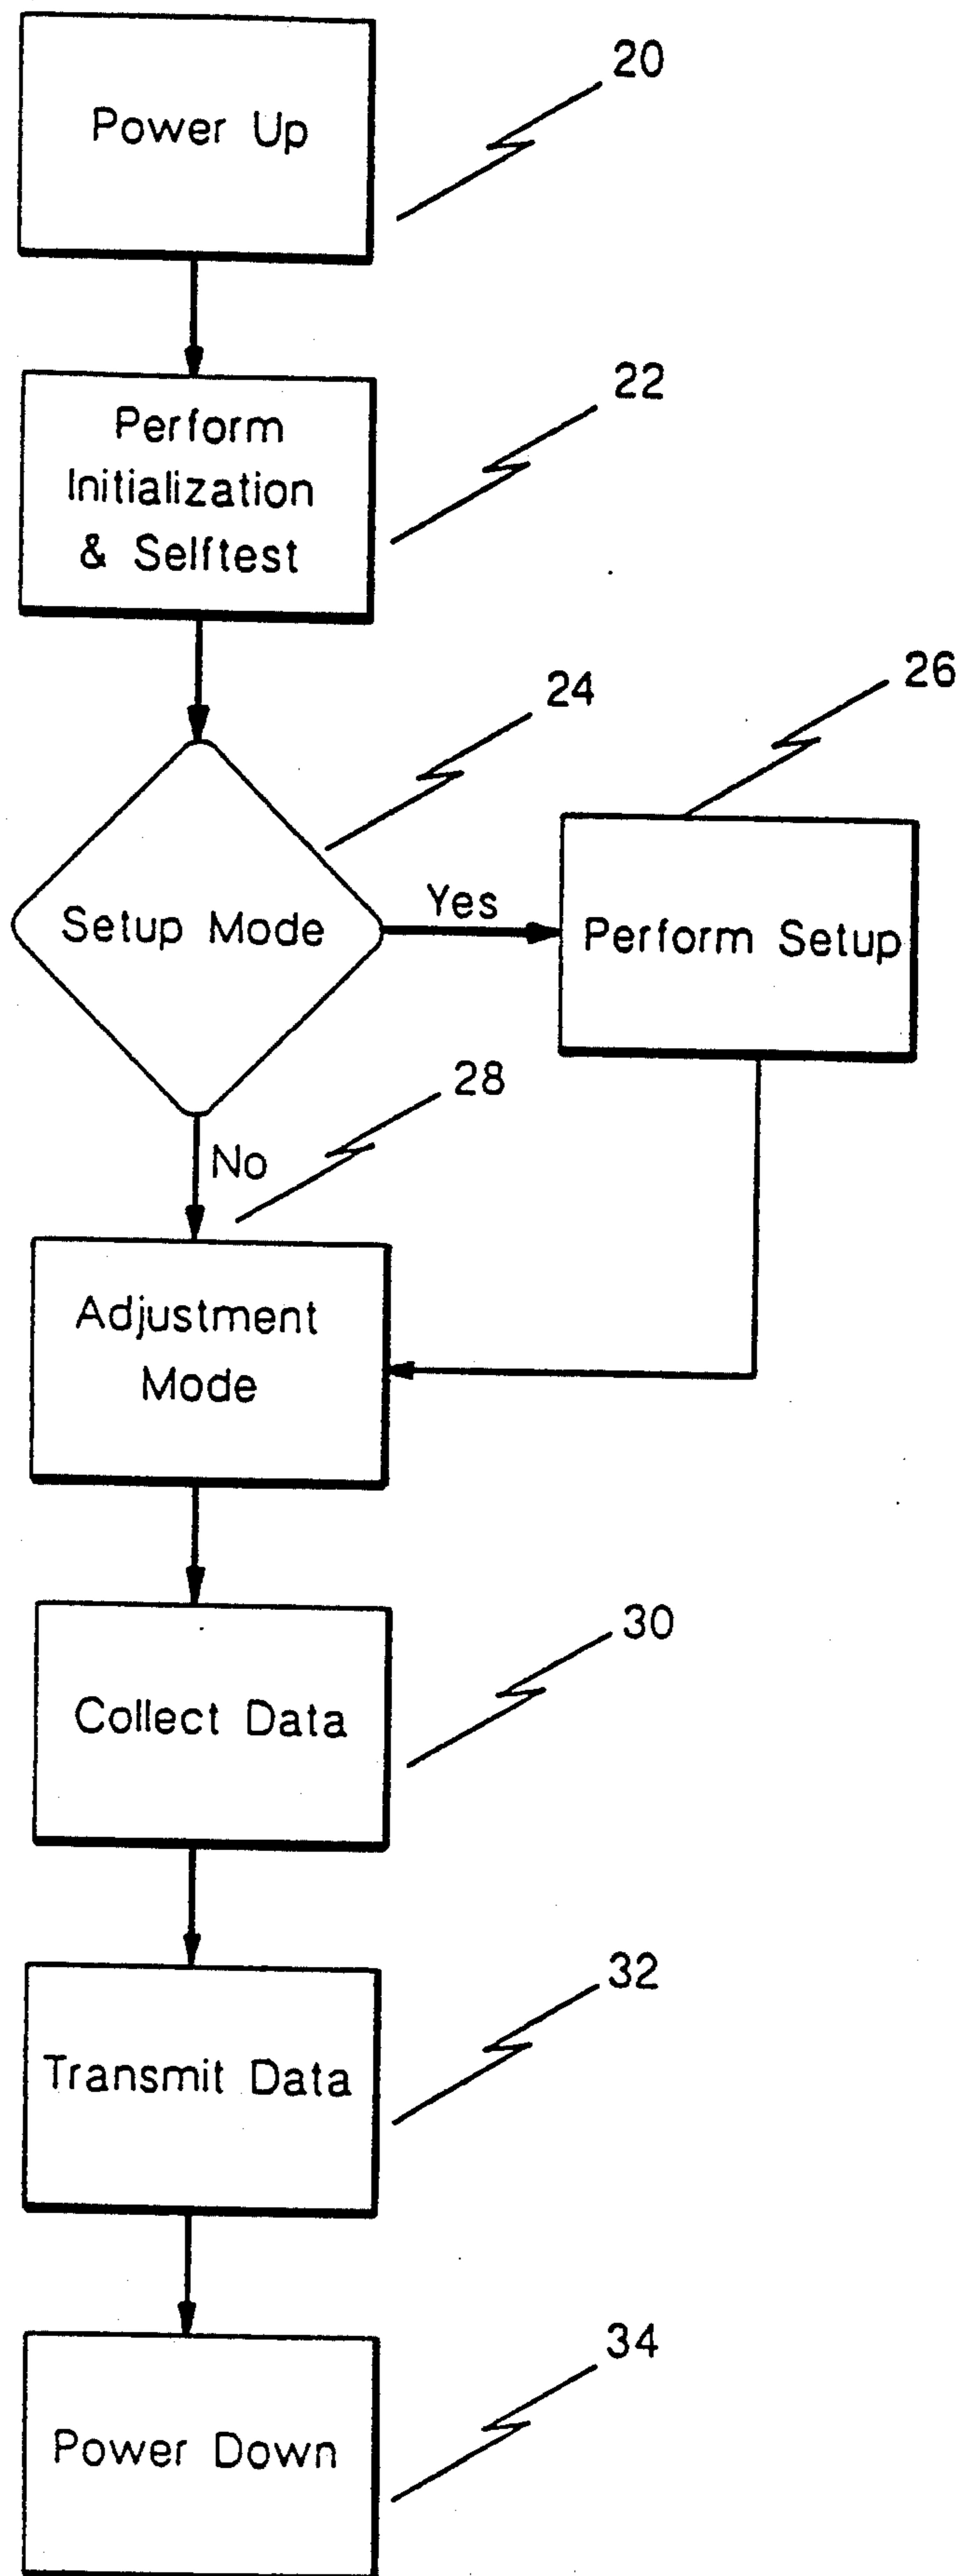 20
Power Up
22
Perform
Initialization
& Selftest
24
26
Setup Mode
Yes
Perform Setup
28
No
Adjustment
Mode
30
Collect Data
32
Transmit Data
34
Power Down